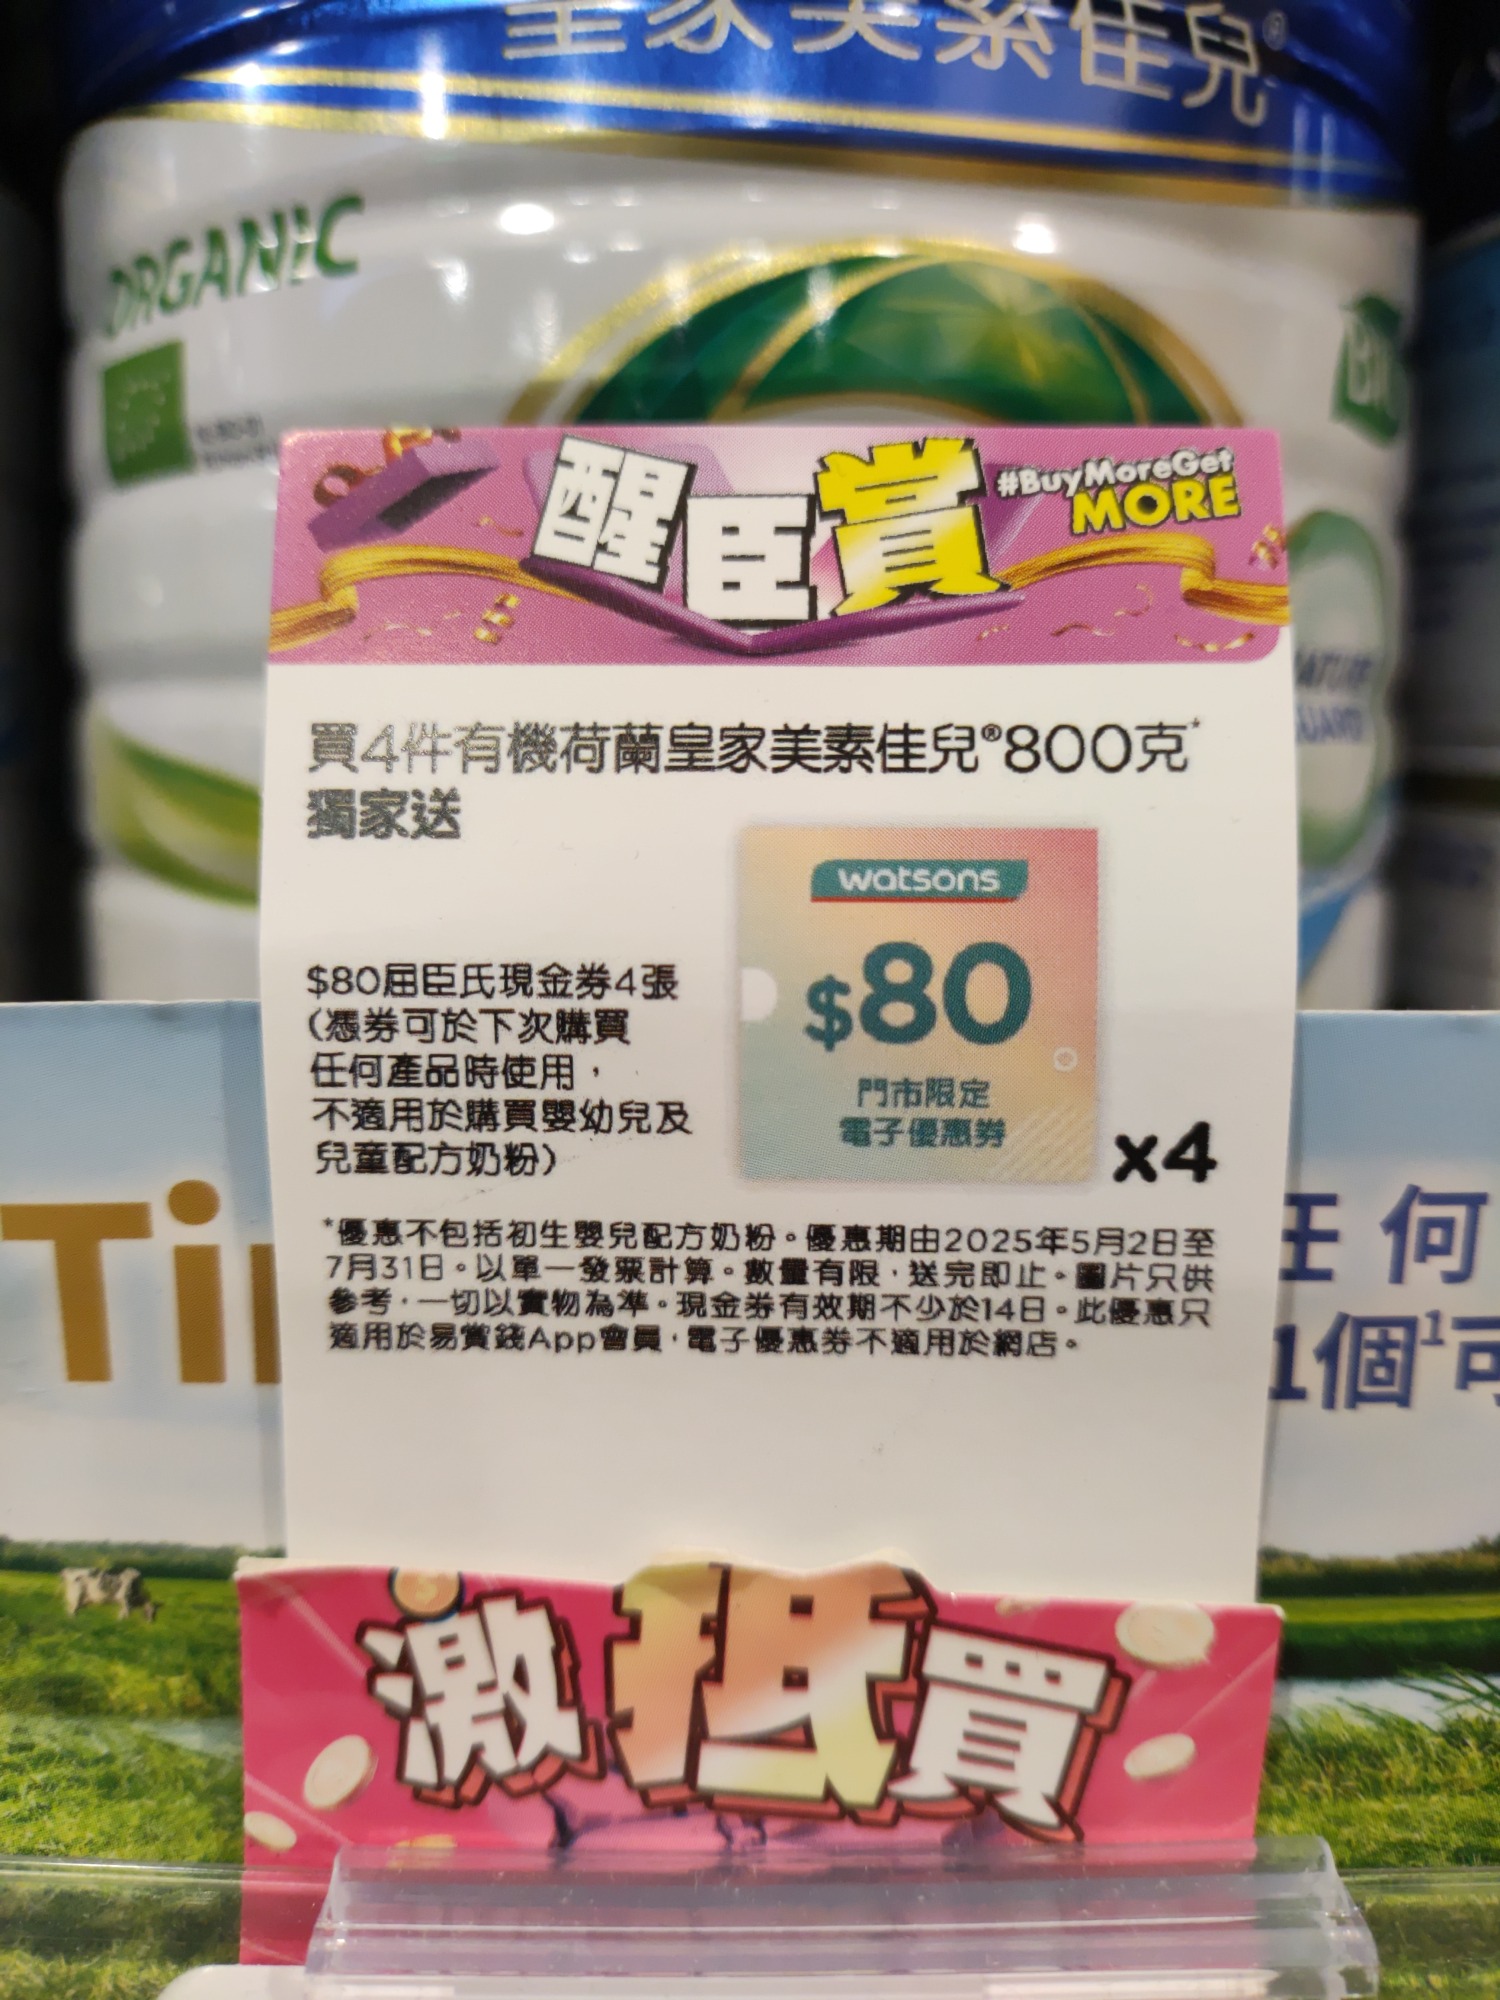 皇家美素佳兒®
ORGANIC
醒臣賞
#BuyMoreGet
MORE
買4件有機荷蘭皇家美素佳兒®800克*
獨家送
watsons
$80
門市限定
電子優惠券
x4
$80屈臣氏現金券4張
(憑券可於下次購買
任何產品時使用，
不適用於購買嬰幼兒及
兒童配方奶粉)
*優惠不包括初生嬰兒配方奶粉。優惠期由2025年5月2日至
7月31日。以單一發票計算。數量有限，送完即止。圖片只供
參考，一切以實物為準。現金券有效期不少於14日。此優惠只
適用於易賞錢App會員，電子優惠券不適用於網店。
Ti
任何
1個¹可
激抵買